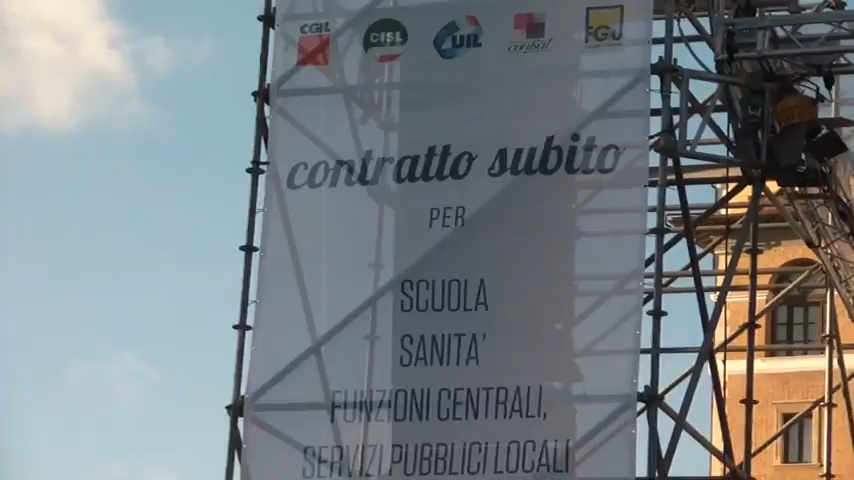 CGIL CISL UIL confsal FGU
contratto subito
PER
SCUOLA
SANITA'
FUNZIONI CENTRALI,
SERVIZI PUBBLICI LOCALI